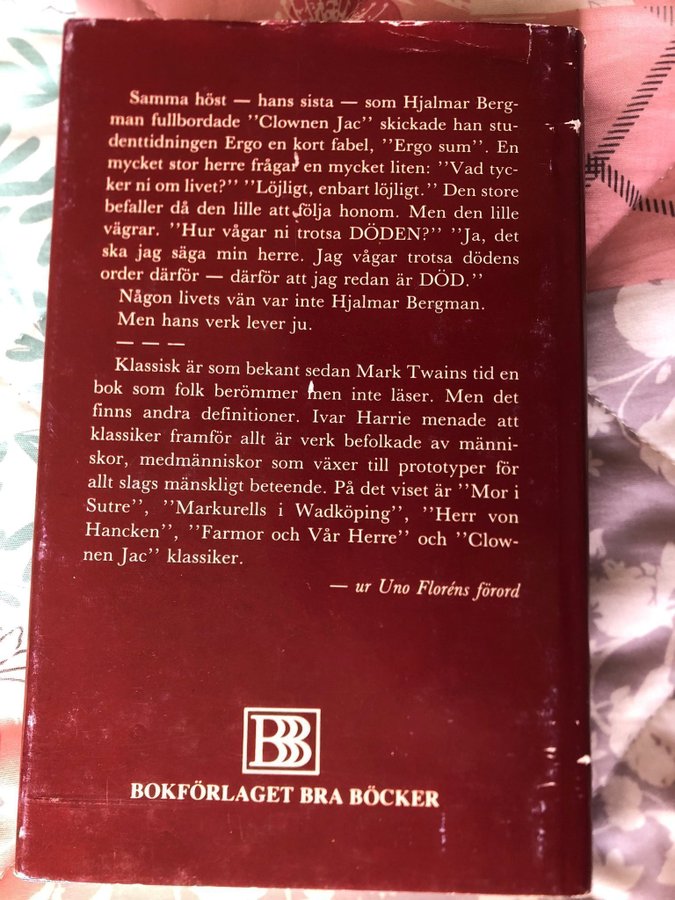 Samma höst — hans sista — som Hjalmar Berg-
man fullbordade ”Clownen Jac” skickade han stu-
denttidningen Ergo en kort fabel, ”Ergo sum”. En
mycket stor herre frågar en mycket liten: ”Vad tyc-
ker ni om livet?” ”Löjligt, enbart löjligt.” Den store
befaller då den lille att följa honom. Men den lille
vägrar. ”Hur vågar ni trotsa DÖDEN?” ”Ja, det
ska jag säga min herre. Jag vågar trotsa dödens
order därför — därför att jag redan är DÖD.”
Någon livets vän var inte Hjalmar Bergman.
Men hans verk lever ju.
— — —
Klassisk är som bekant sedan Mark Twains tid en
bok som folk berömmer men inte läser. Men det
finns andra definitioner. Ivar Harrie menade att
klassiker framför allt är verk befolkade av männi-
skor, medmänniskor som växer till prototyper för
allt slags mänskligt beteende. På det viset är ”Mor i
Sutre”, ”Markurells i Wadköping”, ”Herr von
Hancken”, ”Farmor och Vår Herre” och ”Clow-
nen Jac” klassiker.
— ur Uno Floréns förord
BBB
BOKFÖRLAGET BRA BÖCKER